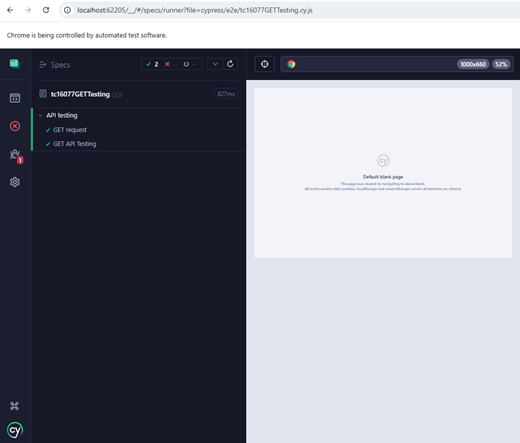 localhost:62205/__/#/specs/runner?file=cypress/e2e/tc16077GETTesting.cy.js
Chrome is being controlled by automated test software.
Specs
2
--
--
1000x660
52%
tc16077GETTesting.cy.js
827ms
API testing
GET request
GET API Testing
1
cy
Default blank page
This page was cleared by navigating to about:blank.
All active session data (cookies, localStorage and sessionStorage) across all domains are cleared.
cy